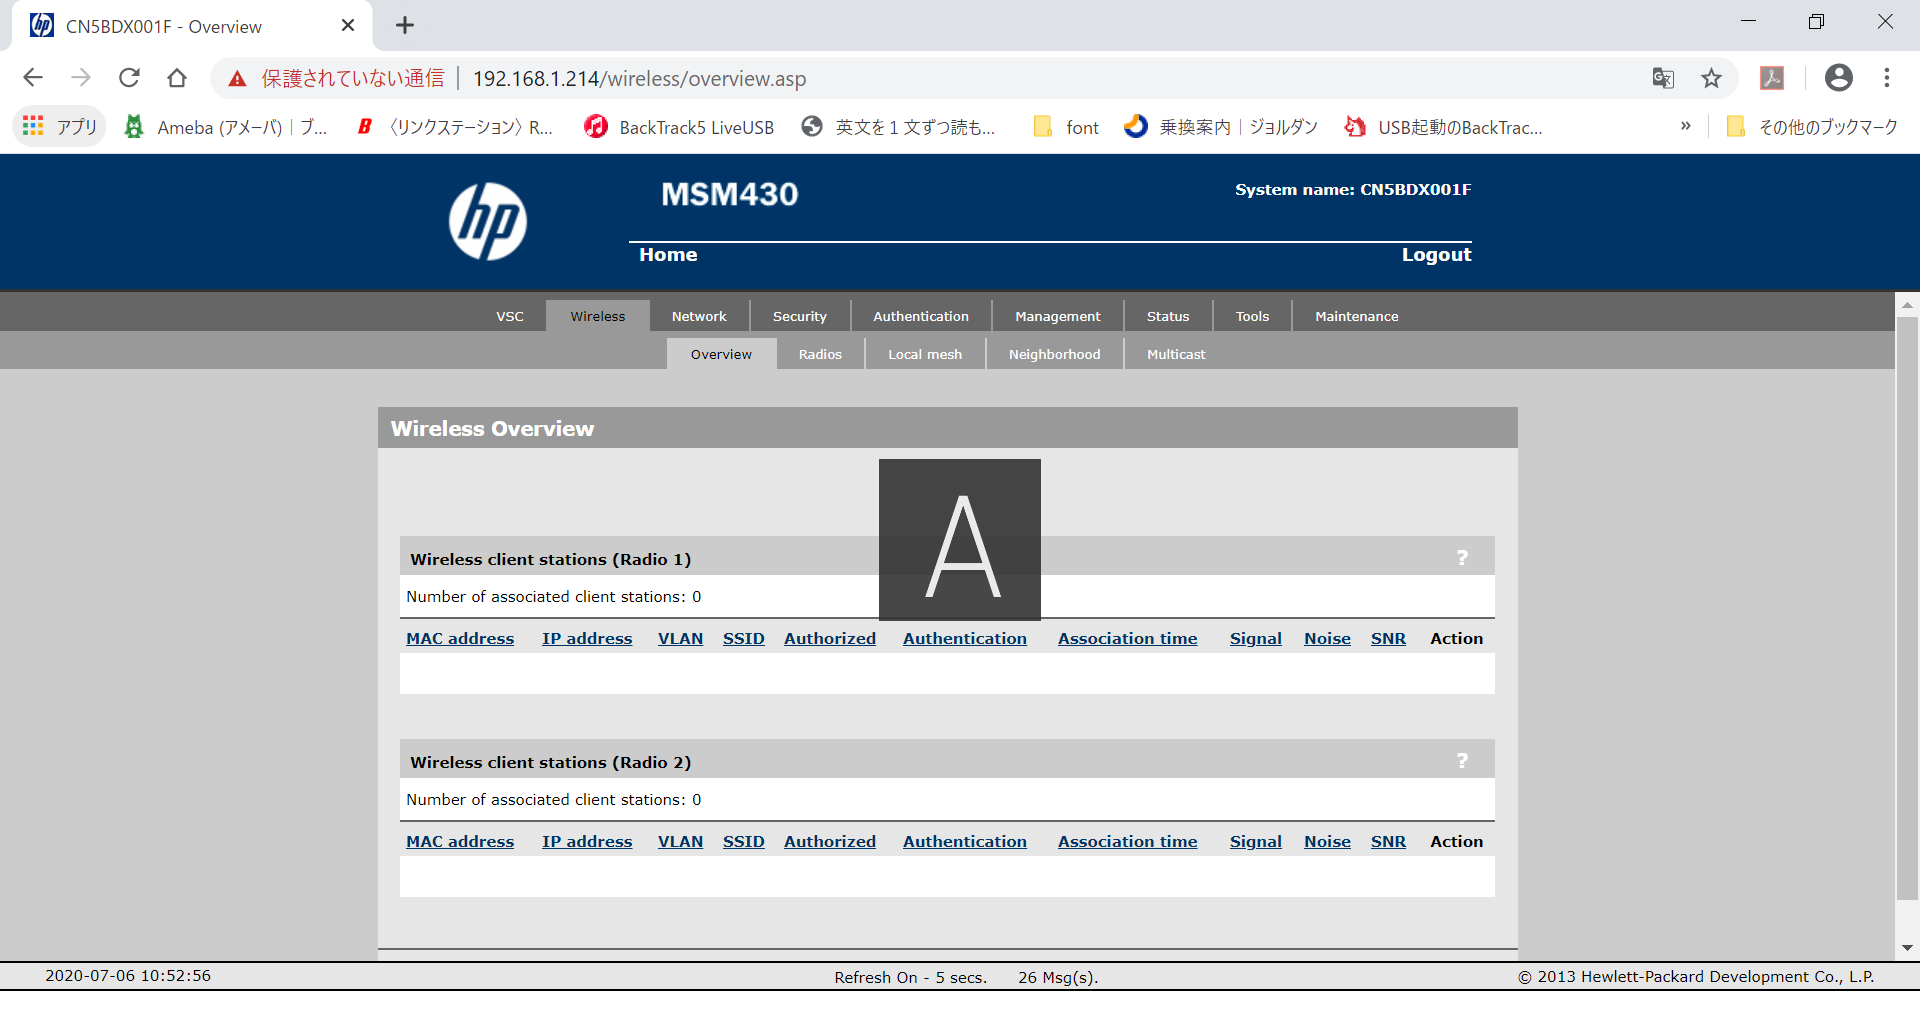 CN5BDX001F - Overview
保護されていない通信 | 192.168.1.214/wireless/overview.asp
アプリ Ameba (アメーバ) | ブ... 〈リンクステーション〉 R... BackTrack5 LiveUSB 英文を 1 文ずつ読も... font 乗換案内 | ジョルダン USB起動のBackTrac... » その他のブックマーク
hp
MSM430
System name: CN5BDX001F
Home Logout
VSC Wireless Network Security Authentication Management Status Tools Maintenance
Overview Radios Local mesh Neighborhood Multicast
Wireless Overview
A
Wireless client stations (Radio 1) ?
Number of associated client stations: 0
MAC address IP address VLAN SSID Authorized Authentication Association time Signal Noise SNR Action
Wireless client stations (Radio 2) ?
Number of associated client stations: 0
MAC address IP address VLAN SSID Authorized Authentication Association time Signal Noise SNR Action
2020-07-06 10:52:56 Refresh On - 5 secs. 26 Msg(s). © 2013 Hewlett-Packard Development Co., L.P.